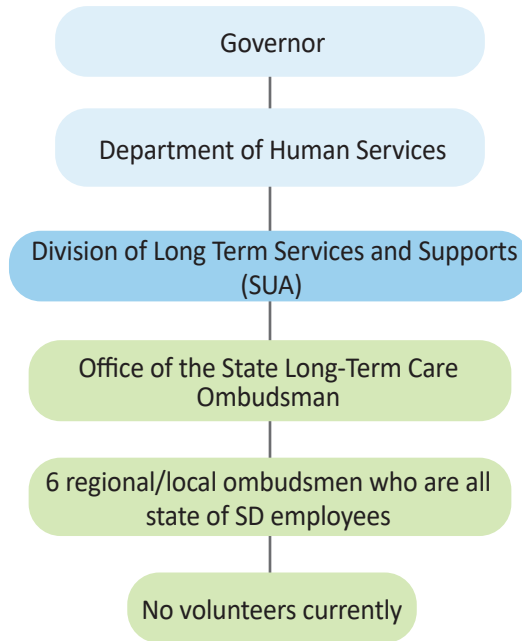 Governor
Department of Human Services
Division of Long Term Services and Supports
(SUA)
Office of the State Long-Term Care
Ombudsman
6 regional/local ombudsmen who are all
state of SD employees
No volunteers currently